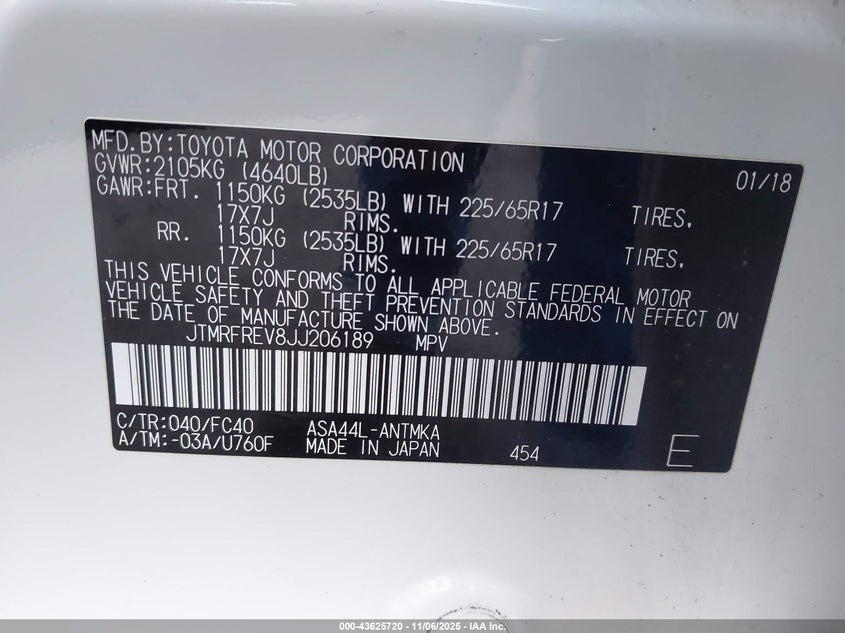 MFD.BY:TOYOTA MOTOR CORPORATION 01/18
GVWR:2105KG (4640LB)
GAWR:FRT. 1150KG (2535LB) WITH 225/65R17 TIRES,
17X7J RIMS.
RR. 1150KG (2535LB) WITH 225/65R17 TIRES,
17X7J RIMS.
THIS VEHICLE CONFORMS TO ALL APPLICABLE FEDERAL MOTOR
VEHICLE SAFETY AND THEFT PREVENTION STANDARDS IN EFFECT ON
THE DATE OF MANUFACTURE SHOWN ABOVE.
JTMRFREV8JJ206189 MPV
C/TR:040/FC40 ASA44L-ANTMKA
A/TM:-03A/U760F MADE IN JAPAN 454 E
000-43625720 - 11/06/2025 - IAA Inc.